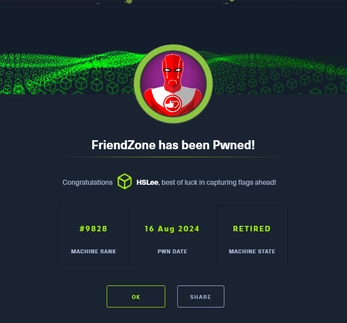 FriendZone has been Pwned!
Congratulations HSLee, best of luck in capturing flags ahead!
#9828 16 Aug 2024 RETIRED
MACHINE RANK PWN DATE MACHINE STATE
OK SHARE